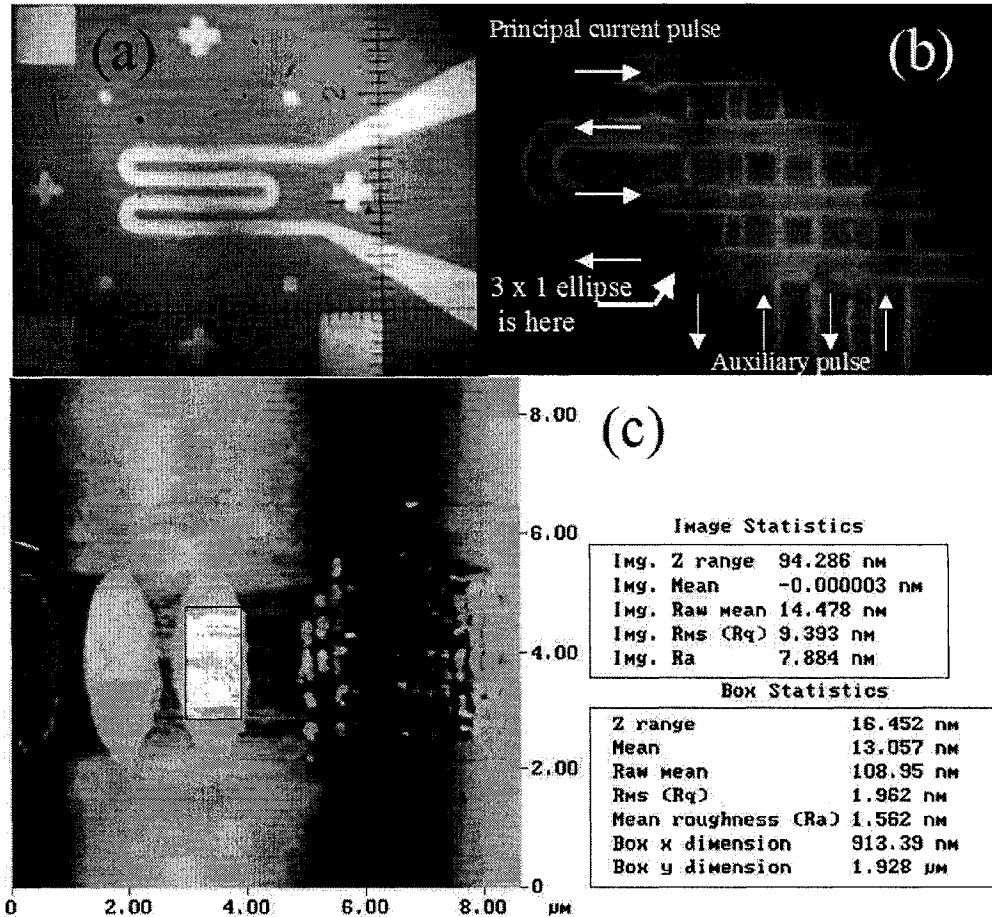 (a)
2
1
Principal current pulse
(b)
3 x 1 ellipse
is here
Auxiliary pulse
(c)
8.00
6.00
4.00
2.00
0
0 2.00 4.00 6.00 8.00 µm
Image Statistics
Img. Z range 94.286 nm
Img. Mean -0.000003 nm
Img. Raw mean 14.478 nm
Img. Rms (Rq) 9.393 nm
Img. Ra 7.884 nm
Box Statistics
Z range 16.452 nm
Mean 13.057 nm
Raw mean 108.95 nm
Rms (Rq) 1.962 nm
Mean roughness (Ra) 1.562 nm
Box x dimension 913.39 nm
Box y dimension 1.928 µm